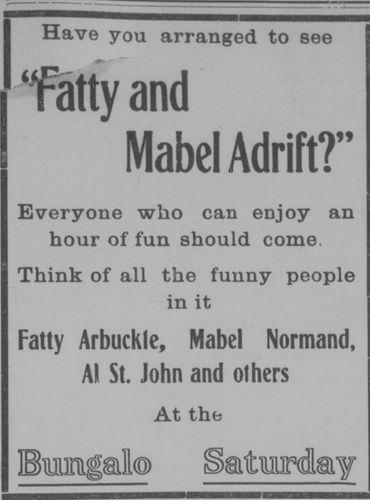 Have you arranged to see
"Fatty and
Mabel Adrift?"
Everyone who can enjoy an
hour of fun should come.
Think of all the funny people
in it
Fatty Arbuckle, Mabel Normand,
Al St. John and others
At the
Bungalo Saturday